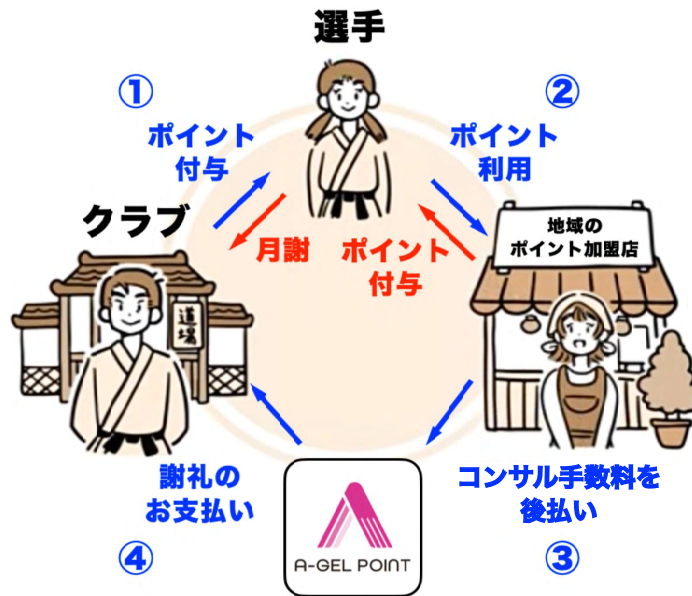 選手
①
②
ポイント
付与
ポイント
利用
クラブ
月謝
ポイント
付与
地域の
ポイント加盟店
道場
謝礼の
お支払い
コンサル手数料を
後払い
A-GEL POINT
④
③